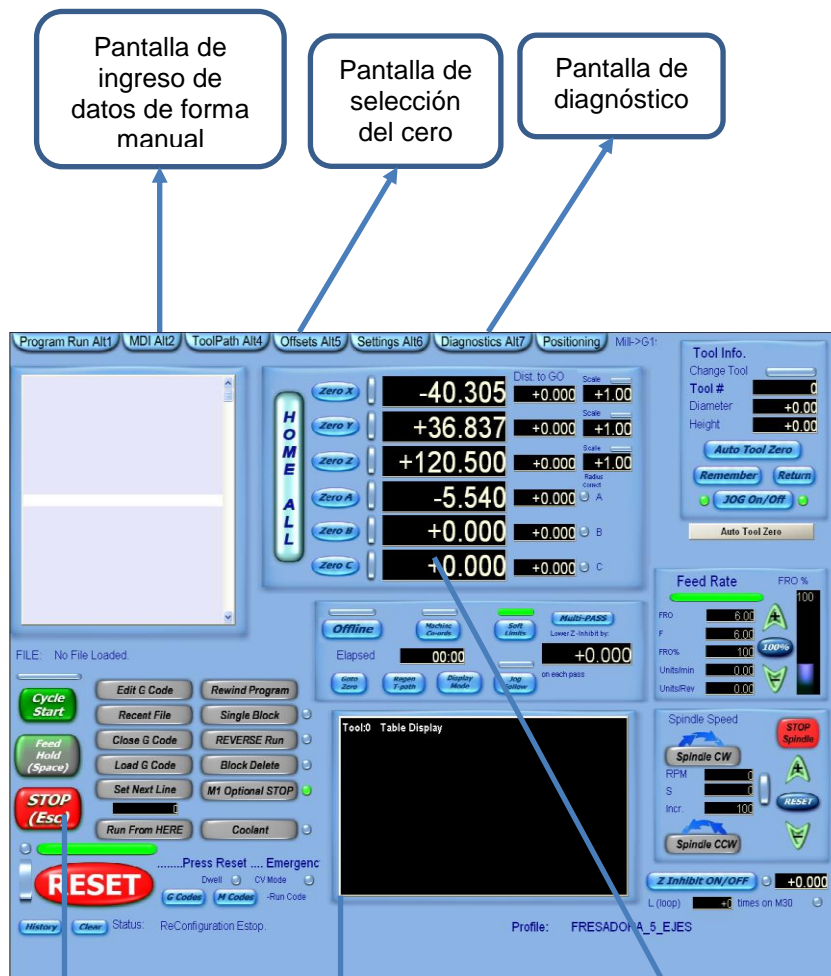 Pantalla de
ingreso de
datos de forma
manual
Pantalla de
selección
del cero
Pantalla de
diagnóstico
Program Run Alt1 MDI Alt2 ToolPath Alt4 Offsets Alt5 Settings Alt6 Diagnostics Alt7 Positioning Mill->G1
HOME ALL
Dist. to GO Scale
Zero X -40.305 +0.000 +1.00
Scale
Zero Y +36.837 +0.000 +1.00
Scale
Zero Z +120.500 +0.000 +1.00
Radius
Correct
Zero A -5.540 +0.000 A
Zero B +0.000 +0.000 B
Zero C +0.000 +0.000 C
Tool Info.
Change Tool
Tool # 0
Diameter +0.00
Height +0.00
Auto Tool Zero
Remember Return
JOG On/Off
Auto Tool Zero
Feed Rate FRO %
100
FRO 6.00
F 6.00
FRO% 100 100%
Units/min 0.00
Units/Rev 0.00
Offline Machine Co-ords Soft Limits Multi-PASS
Lower Z-Inhibit by:
Elapsed 00:00 +0.000
on each pass
Goto Zero Regen T-path Display Mode Jog Follow
FILE: No File Loaded.
Cycle Start
Feed Hold (Space)
STOP (Esc)
Edit G Code Rewind Program
Recent File Single Block
Close G Code REVERSE Run
Load G Code Block Delete
Set Next Line M1 Optional STOP
0
Run From HERE Coolant
Tool:0 Table Display
Spindle Speed
STOP Spindle
Spindle CW
RPM 0
S 0
Incr. 100
RESET
Spindle CCW
RESET
........Press Reset .... Emergenc
Dwell CV Mode
G Codes M Codes -Run Code
Z Inhibit ON/OFF +0.000
L (loop) +0 times on M30
History Clear Status: ReConfiguration Estop.
Profile: FRESADORA_5_EJES